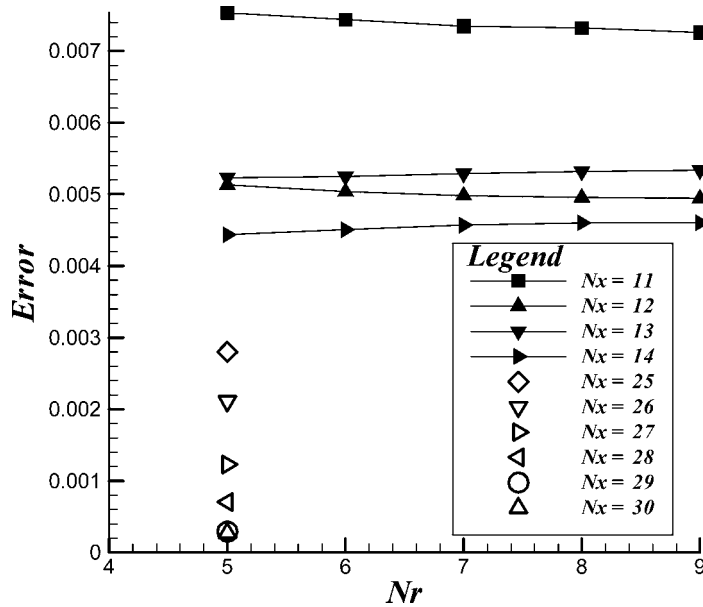 0.007
0.006
0.005
0.004
0.003
0.002
0.001
0
Error
4
5
6
7
8
9
Nr
Legend
Nx = 11
Nx = 12
Nx = 13
Nx = 14
Nx = 25
Nx = 26
Nx = 27
Nx = 28
Nx = 29
Nx = 30